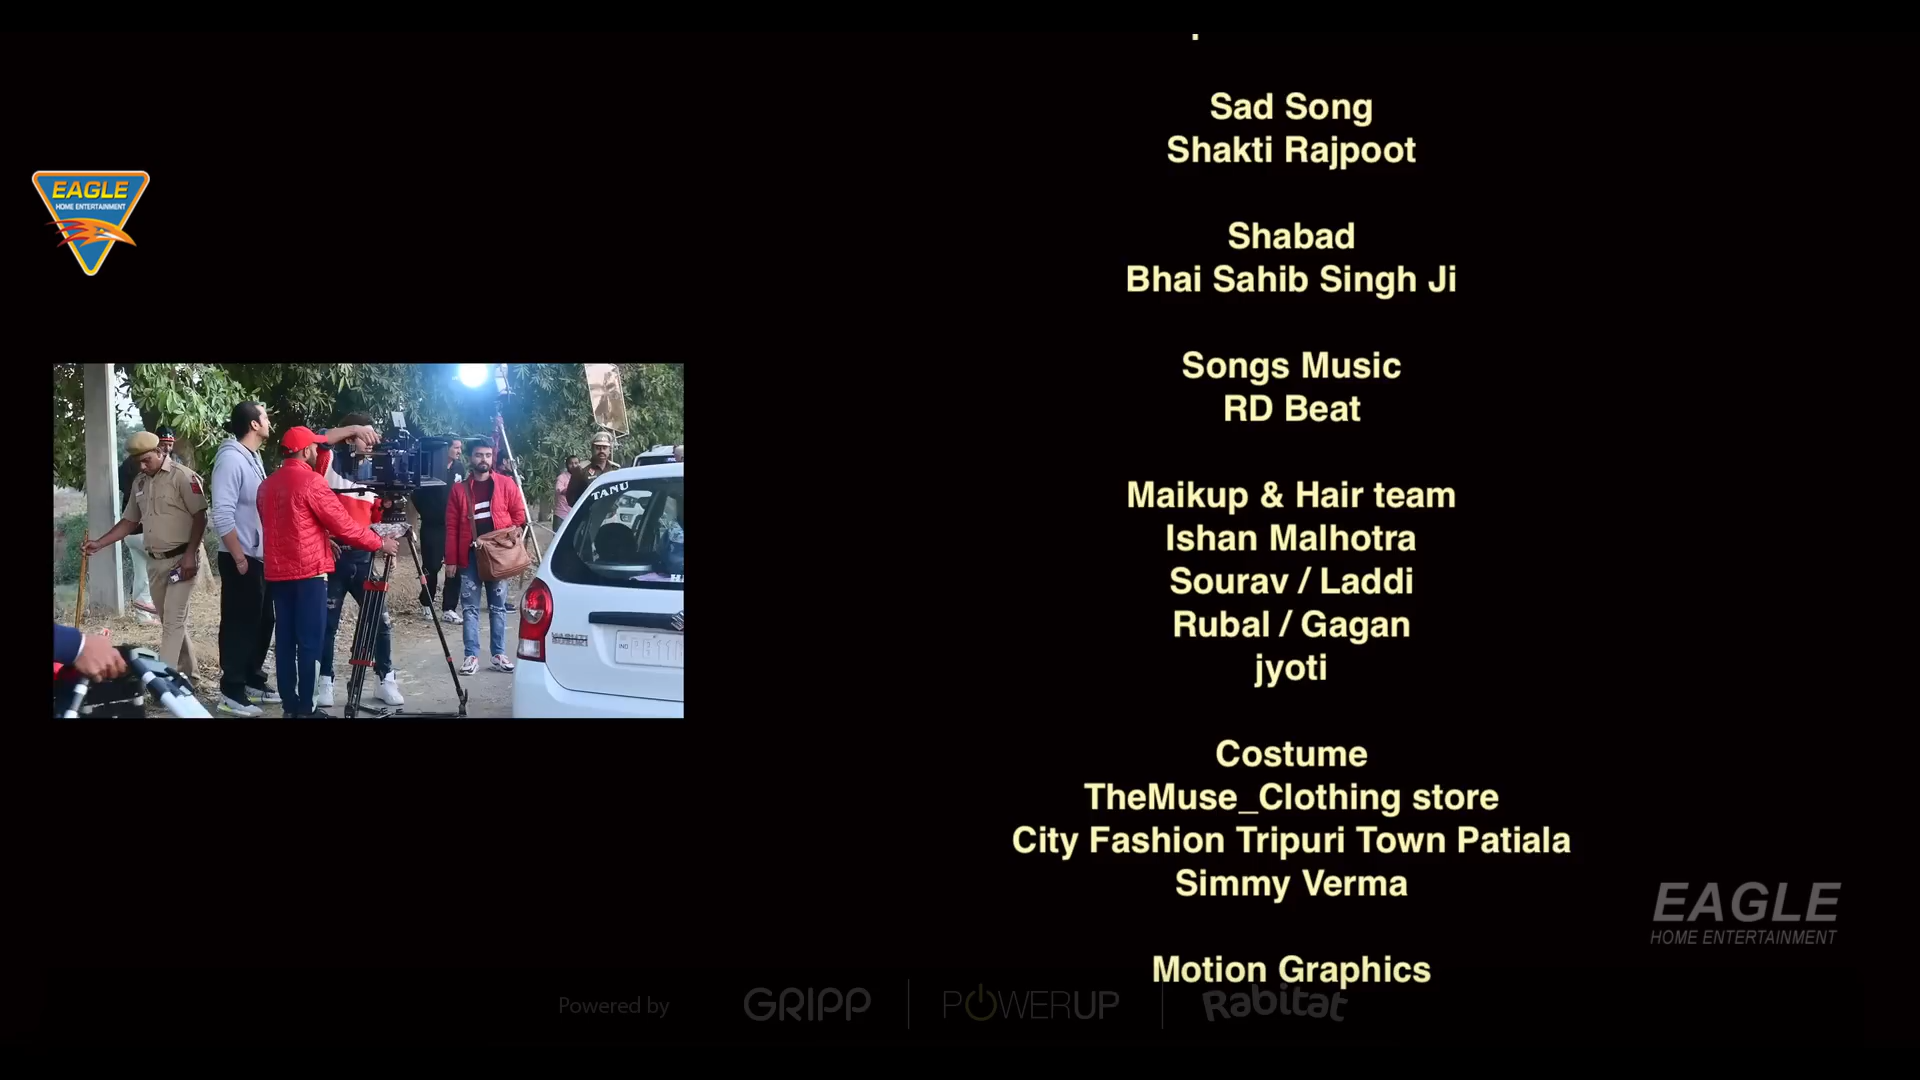 Sad Song
Shakti Rajpoot
EAGLE
HOME ENTERTAINMENT
Shabad
Bhai Sahib Singh Ji
Songs Music
RD Beat
TANU
Maikup & Hair team
Ishan Malhotra
Sourav / Laddi
Rubal / Gagan
jyoti
Costume
TheMuse_Clothing store
City Fashion Tripuri Town Patiala
Simmy Verma
EAGLE
HOME ENTERTAINMENT
Motion Graphics
Powered by GRIPP POWERUP Rabitat